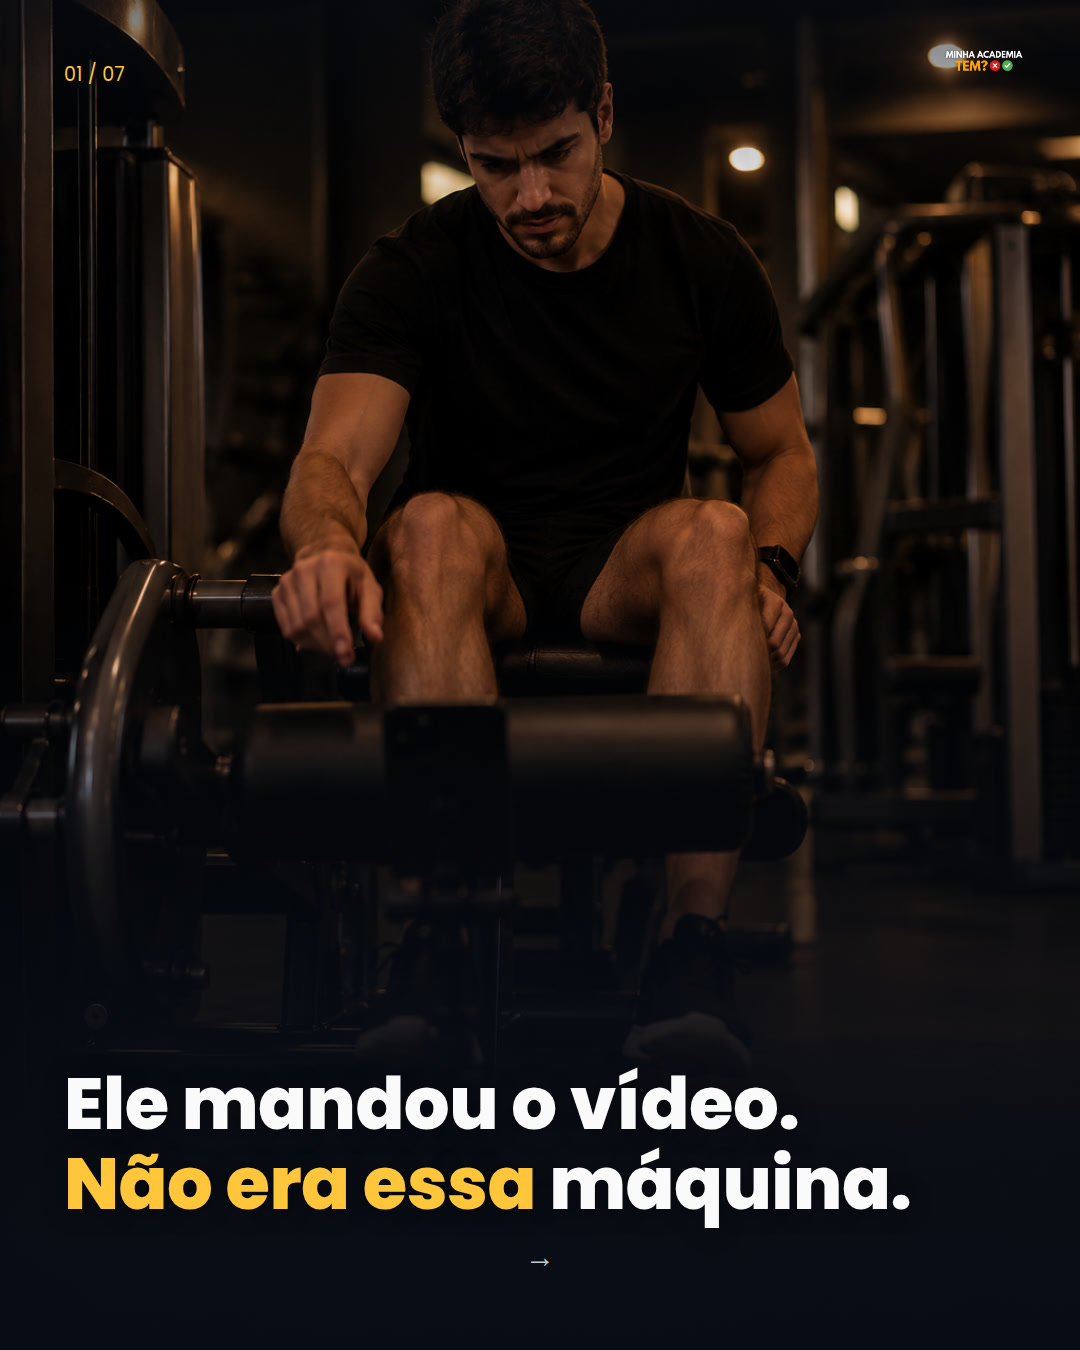 01 / 07
MINHA ACADEMIA
TEM?
Ele mandou o vídeo.
Não era essa máquina.
→